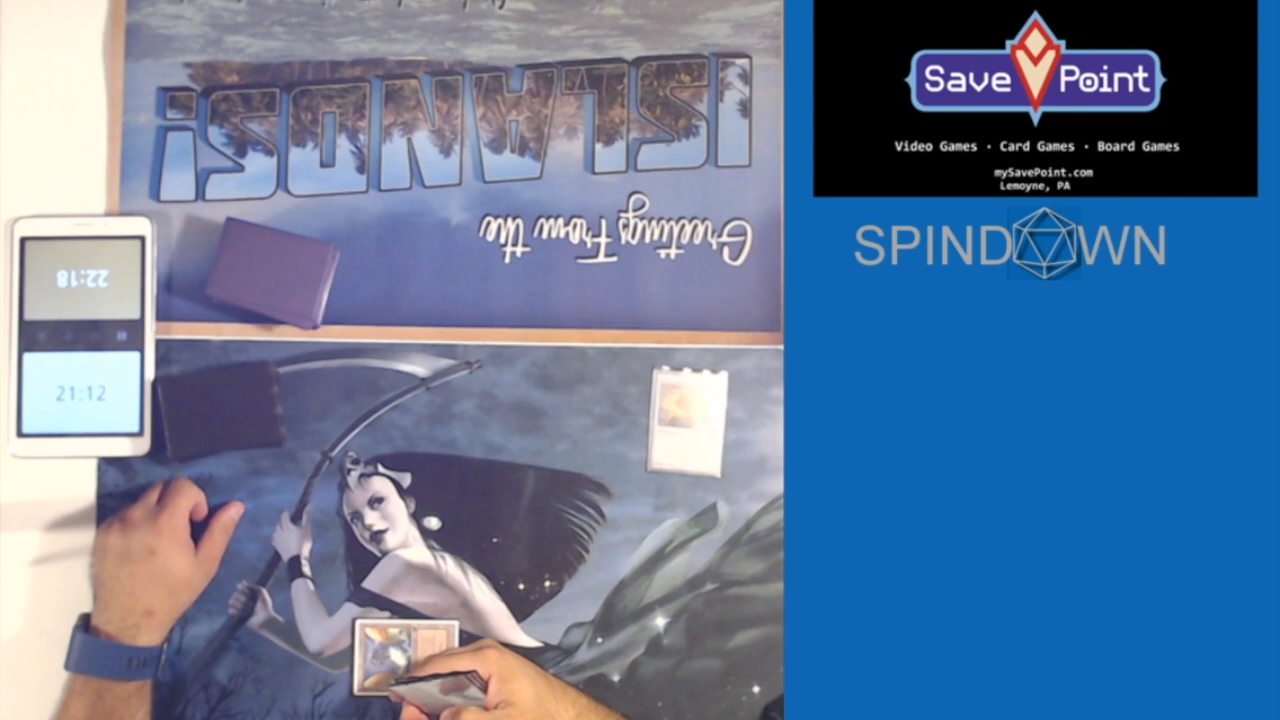 ISLANDS!
Greetings From the
22:18
21:12
Save Point
Video Games · Card Games · Board Games
mySavePoint.com
Lemoyne, PA
SPINDOWN